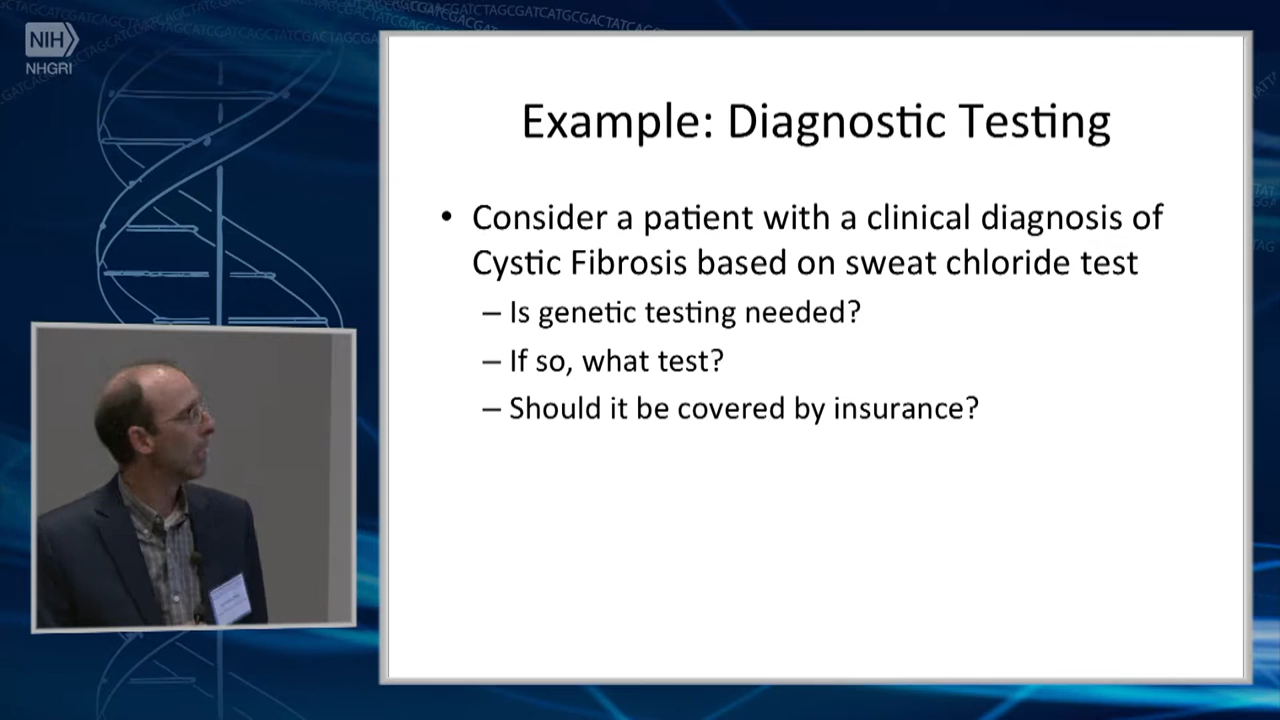 NIH
NHGRI
Example: Diagnostic Testing
• Consider a patient with a clinical diagnosis of
Cystic Fibrosis based on sweat chloride test
– Is genetic testing needed?
– If so, what test?
– Should it be covered by insurance?